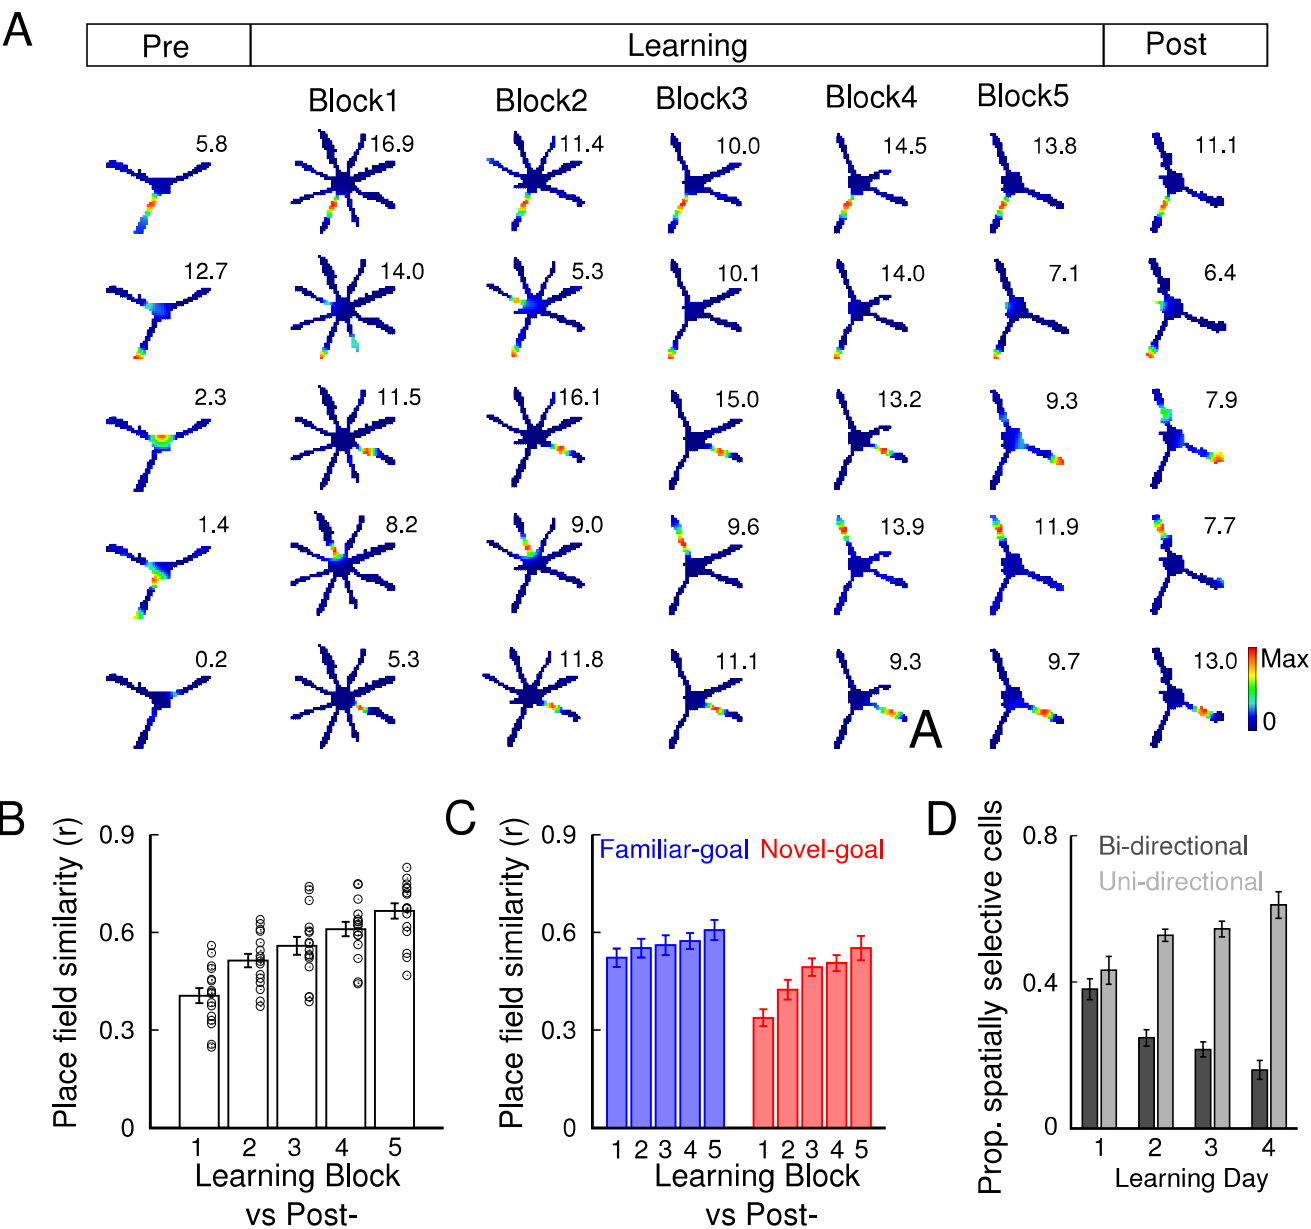 A
Pre Learning Post
Block1 Block2 Block3 Block4 Block5
5.8 16.9 11.4 10.0 14.5 13.8 11.1
12.7 14.0 5.3 10.1 14.0 7.1 6.4
2.3 11.5 16.1 15.0 13.2 9.3 7.9
1.4 8.2 9.0 9.6 13.9 11.9 7.7
0.2 5.3 11.8 11.1 9.3 9.7 13.0
Max
0
A
B
Place field similarity (r)
0.9
0.6
0.3
0
1 2 3 4 5
Learning Block
vs Post-
C
Place field similarity (r)
0.9
0.6
0.3
0
Familiar-goal Novel-goal
1 2 3 4 5 1 2 3 4 5
Learning Block
vs Post-
D
Prop. spatially selective cells
0.8
0.4
0
Bi-directional
Uni-directional
1 2 3 4
Learning Day